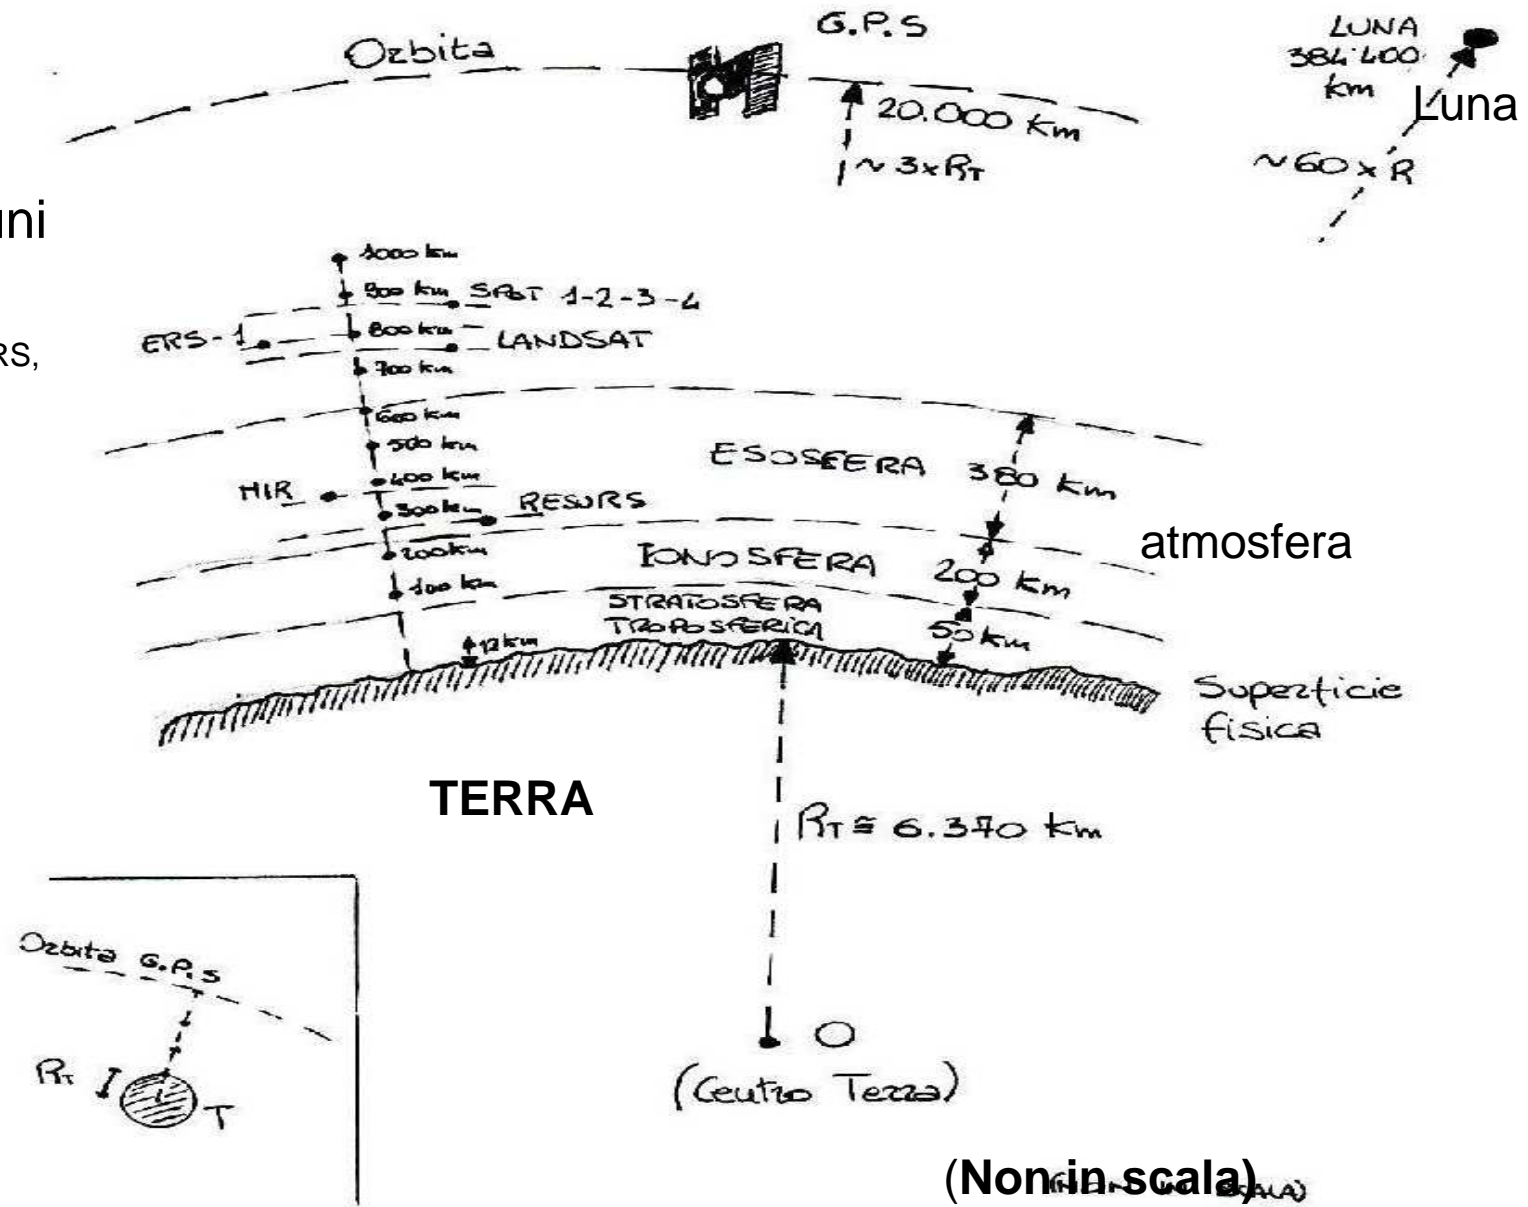 G.P.S
Orbita
LUNA
384.400
km
Luna
20.000 km
~ 3xRT
~60 x R
uni
1000 km
900 km SPOT 1-2-3-4
ERS-1
800 km
LANDSAT
RS,
700 km
600 km
500 km
ESOSFERA 380 km
400 km
MIR
300 km
RESURS
atmosfera
200 km
IONOSFERA 200 km
100 km
STRATOSFERA
TROPOSFERICA
50 km
12 km
Superficie
fisica
TERRA
RT ≅ 6.370 km
Orbita G.P.S
O
RT
T
(Centro Terra)
(Non in scala)